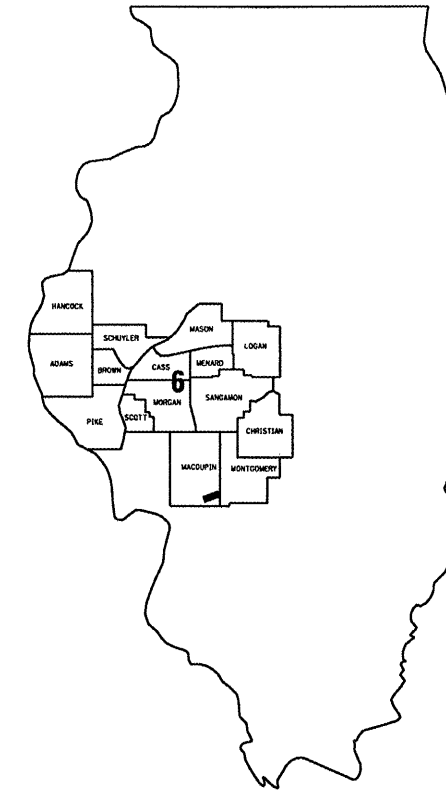 HANCOCK
MASON
SCHUYLER
LOGAN
ADAMS
CASS
MENARD
BROWN
6
SANGAMON
MORGAN
PIKE
SCOTT
CHRISTIAN
MACOUPIN
MONTGOMERY